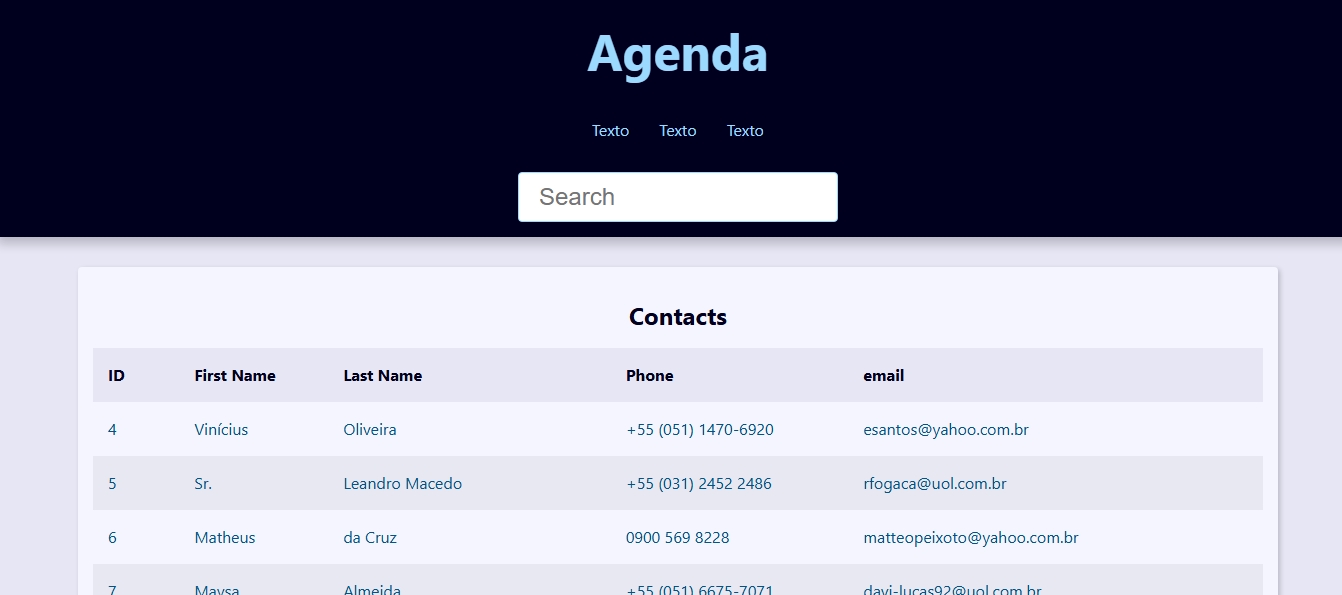 Agenda
Texto Texto Texto
Search
Contacts
ID First Name Last Name Phone email
4 Vinícius Oliveira +55 (051) 1470-6920 esantos@yahoo.com.br
5 Sr. Leandro Macedo +55 (031) 2452 2486 rfogaca@uol.com.br
6 Matheus da Cruz 0900 569 8228 matteopeixoto@yahoo.com.br
7 Maysa Almeida +55 (051) 6675-7071 davi-lucas92@uol.com.br